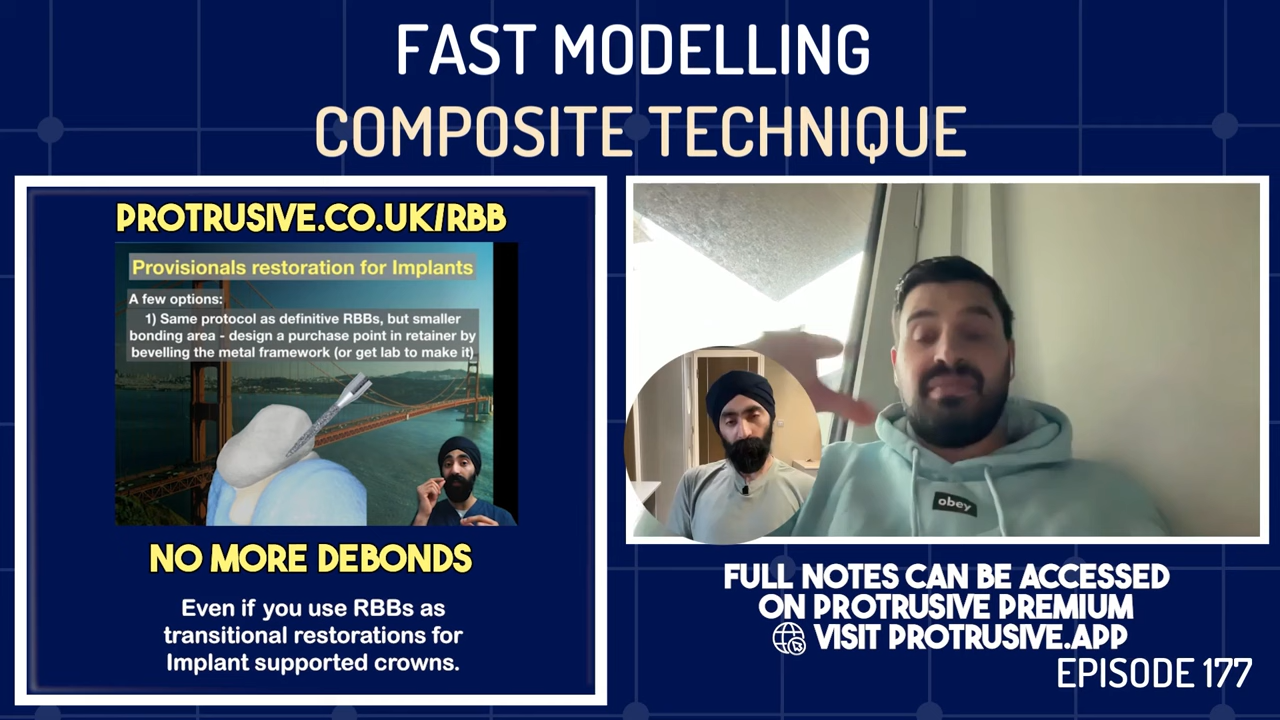 FAST MODELLING
COMPOSITE TECHNIQUE
PROTRUSIVE.CO.UK/RBB
Provisionals restoration for Implants
A few options:
1) Same protocol as definitive RBBs, but smaller
bonding area - design a purchase point in retainer by
bevelling the metal framework (or get lab to make it)
NO MORE DEBONDS
Even if you use RBBs as
transitional restorations for
Implant supported crowns.
obey
FULL NOTES CAN BE ACCESSED
ON PROTRUSIVE PREMIUM
VISIT PROTRUSIVE.APP
EPISODE 177